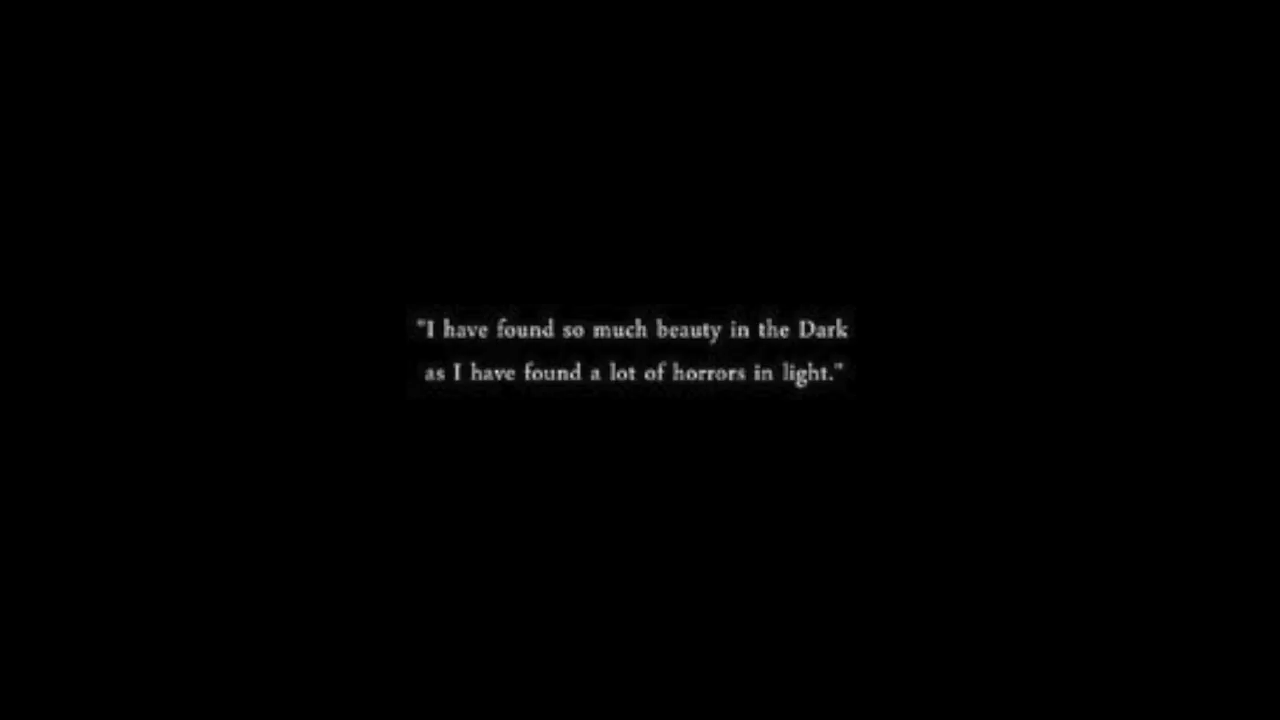 "I have found so much beauty in the Dark
as I have found a lot of horrors in light."